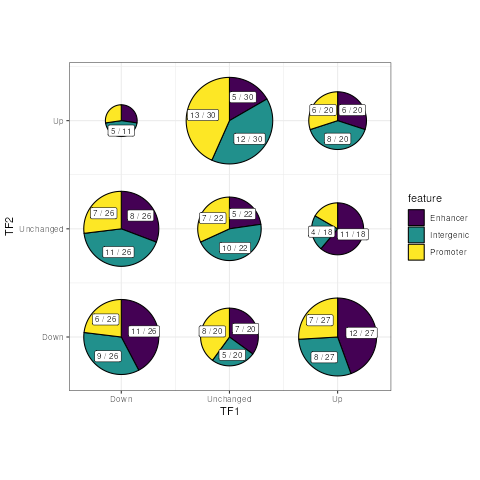 TF2
Up
Unchanged
Down
5 / 11
5 / 30
13 / 30
12 / 30
6 / 20
6 / 20
8 / 20
7 / 26
8 / 26
11 / 26
7 / 22
5 / 22
10 / 22
4 / 18
11 / 18
6 / 26
11 / 26
9 / 26
8 / 20
7 / 20
5 / 20
7 / 27
12 / 27
8 / 27
Down
Unchanged
Up
TF1
feature
Enhancer
Intergenic
Promoter